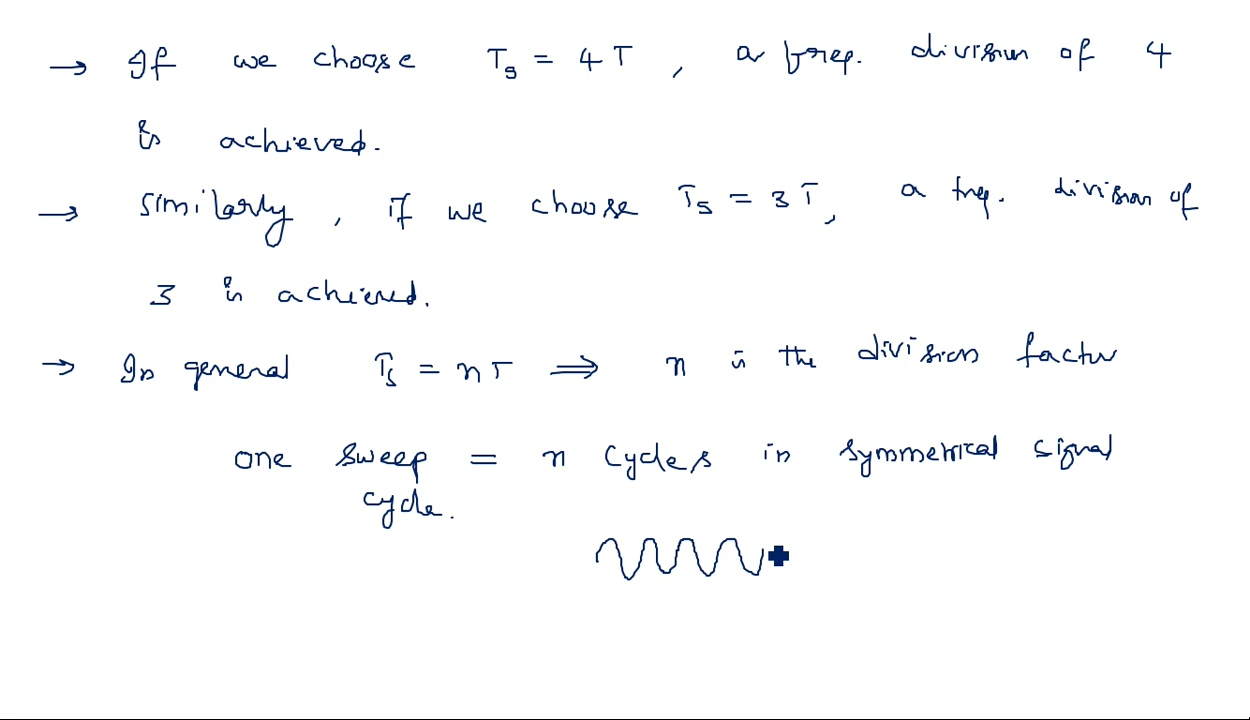 → If we choose Ts = 4T, a freq. division of 4
is achieved.
→ Similarly, if we choose Ts = 3T, a freq. division of
3 is achieved.
→ In general Ts = nT ⟹ n is the division factor
one sweep = n cycles in symmetrical signal
cycle.